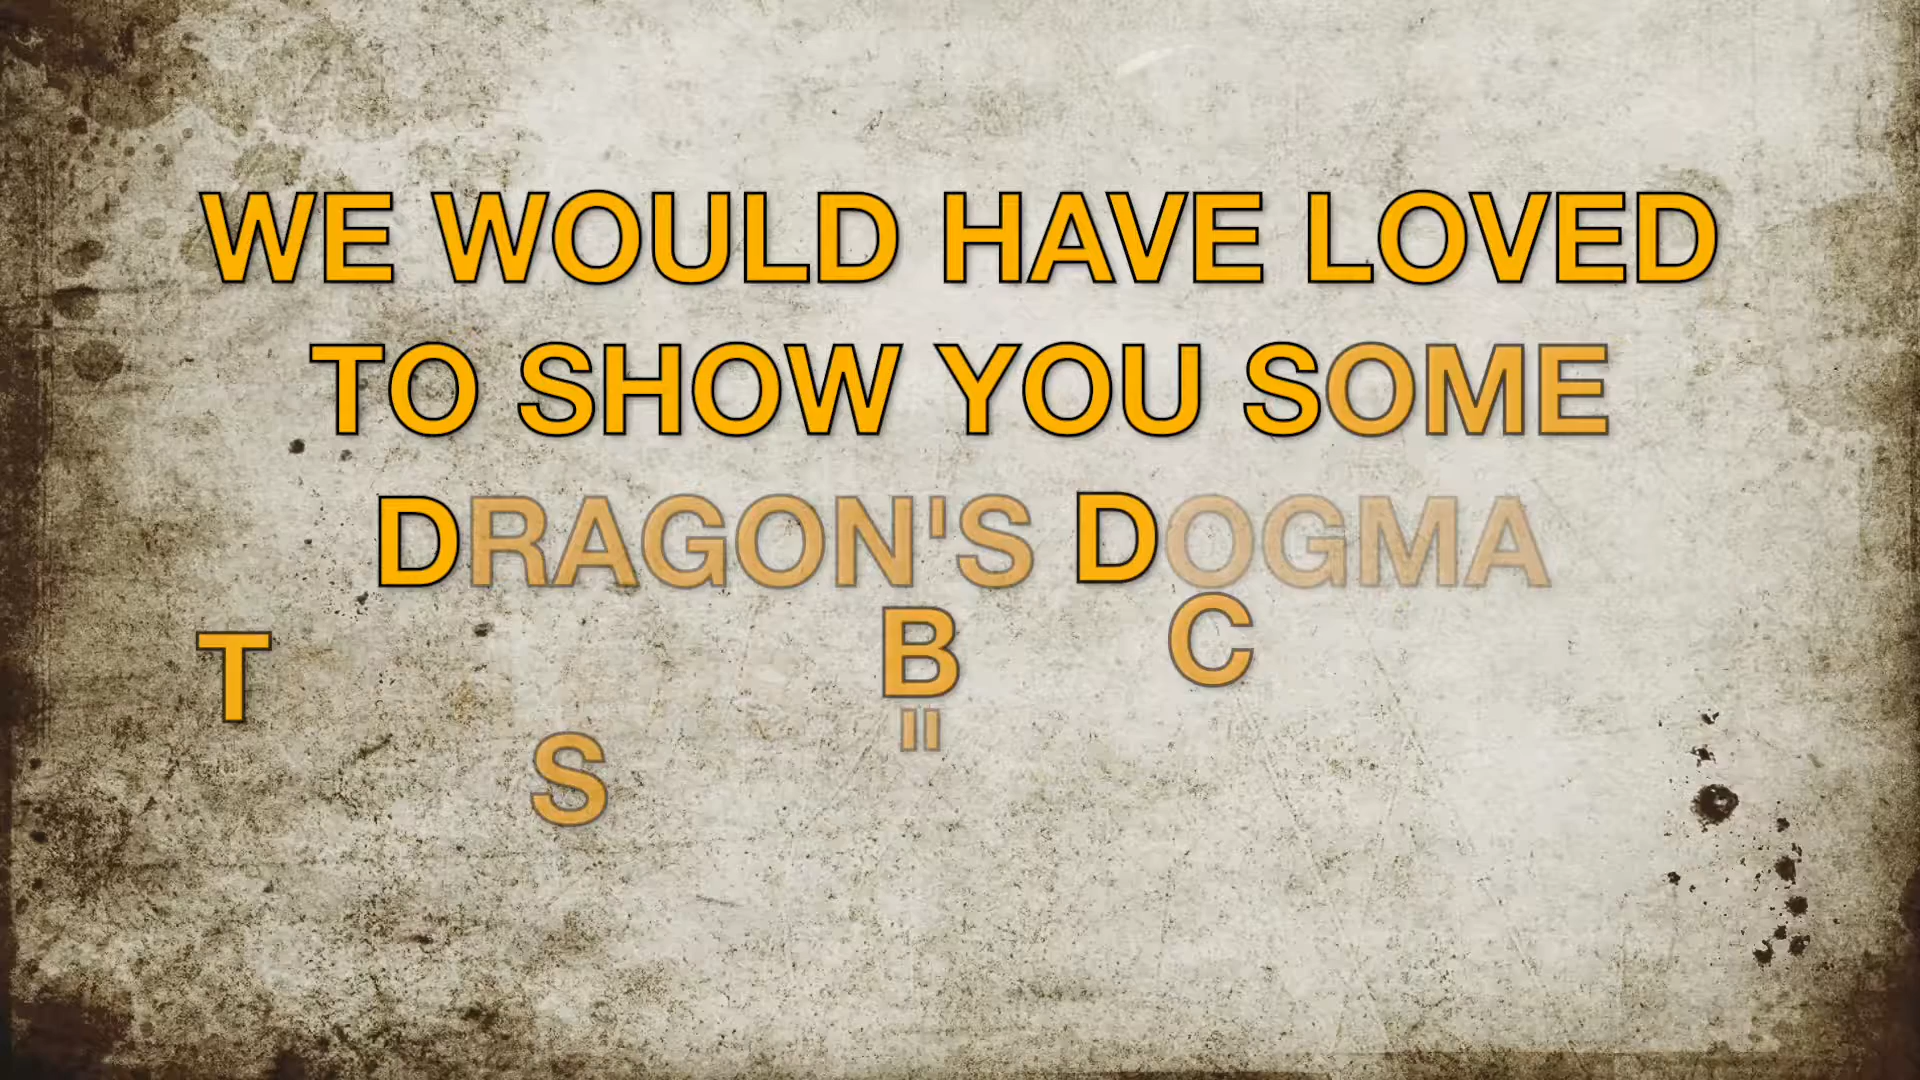 WE WOULD HAVE LOVED
TO SHOW YOU SOME
DRAGON'S DOGMA
T B C
S "